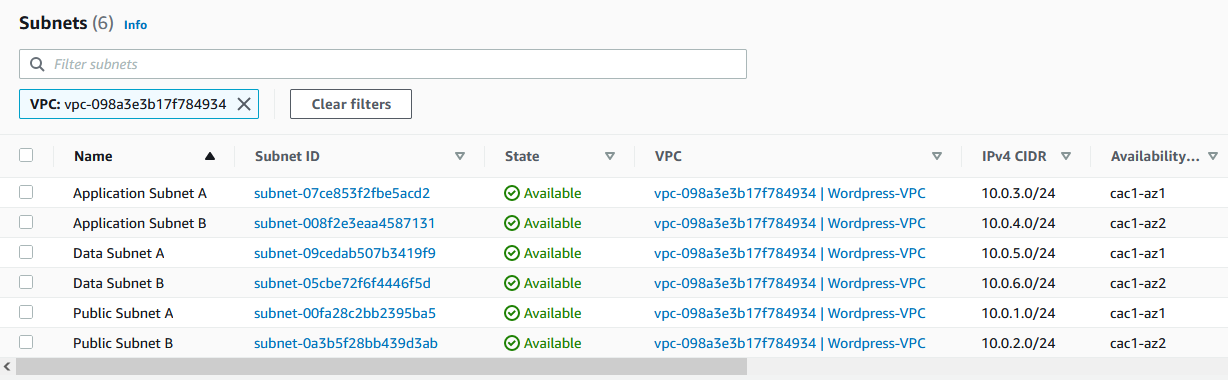 Subnets (6) Info
Filter subnets
VPC: vpc-098a3e3b17f784934 Clear filters
Name Subnet ID State VPC IPv4 CIDR Availability...
Application Subnet A subnet-07ce853f2fbe5acd2 Available vpc-098a3e3b17f784934 | Wordpress-VPC 10.0.3.0/24 cac1-az1
Application Subnet B subnet-008f2e3eaa4587131 Available vpc-098a3e3b17f784934 | Wordpress-VPC 10.0.4.0/24 cac1-az2
Data Subnet A subnet-09cedab507b3419f9 Available vpc-098a3e3b17f784934 | Wordpress-VPC 10.0.5.0/24 cac1-az1
Data Subnet B subnet-05cbe72f6f4446f5d Available vpc-098a3e3b17f784934 | Wordpress-VPC 10.0.6.0/24 cac1-az2
Public Subnet A subnet-00fa28c2bb2395ba5 Available vpc-098a3e3b17f784934 | Wordpress-VPC 10.0.1.0/24 cac1-az1
Public Subnet B subnet-0a3b5f28bb439d3ab Available vpc-098a3e3b17f784934 | Wordpress-VPC 10.0.2.0/24 cac1-az2